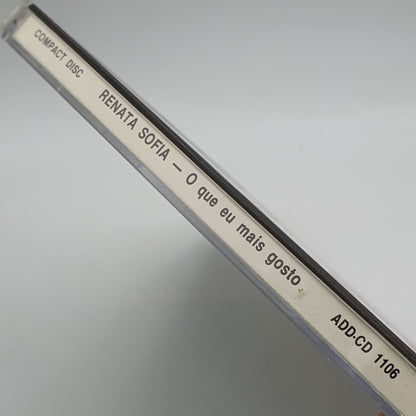 COMPACT DISC RENATA SOFIA — O que eu mais gosto ADD-CD 1106